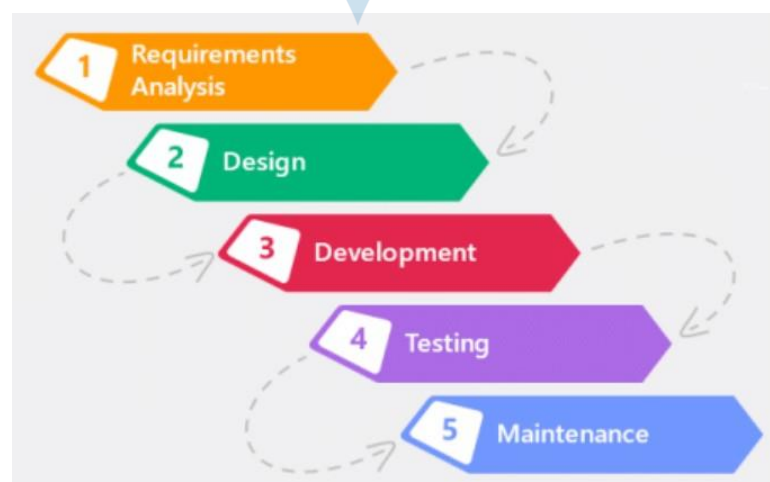 1
Requirements
Analysis
2
Design
3
Development
4
Testing
5
Maintenance